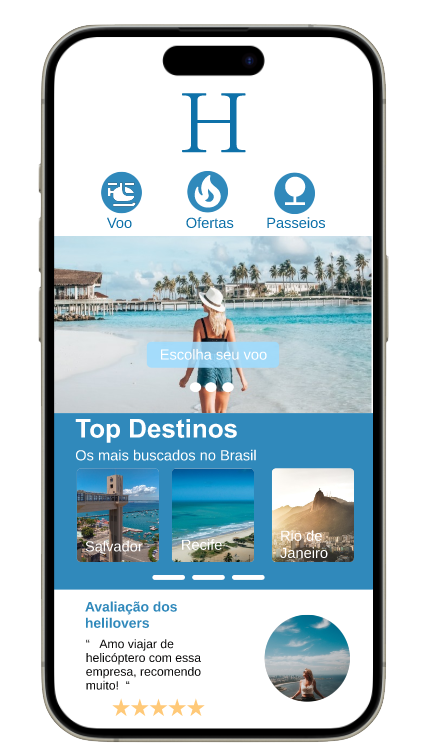 H
Voo
Ofertas
Passeios
Escolha seu voo
Top Destinos
Os mais buscados no Brasil
Salvador
Recife
Rio de
Janeiro
Avaliação dos
helilovers
“ Amo viajar de
helicóptero com essa
empresa, recomendo
muito! “